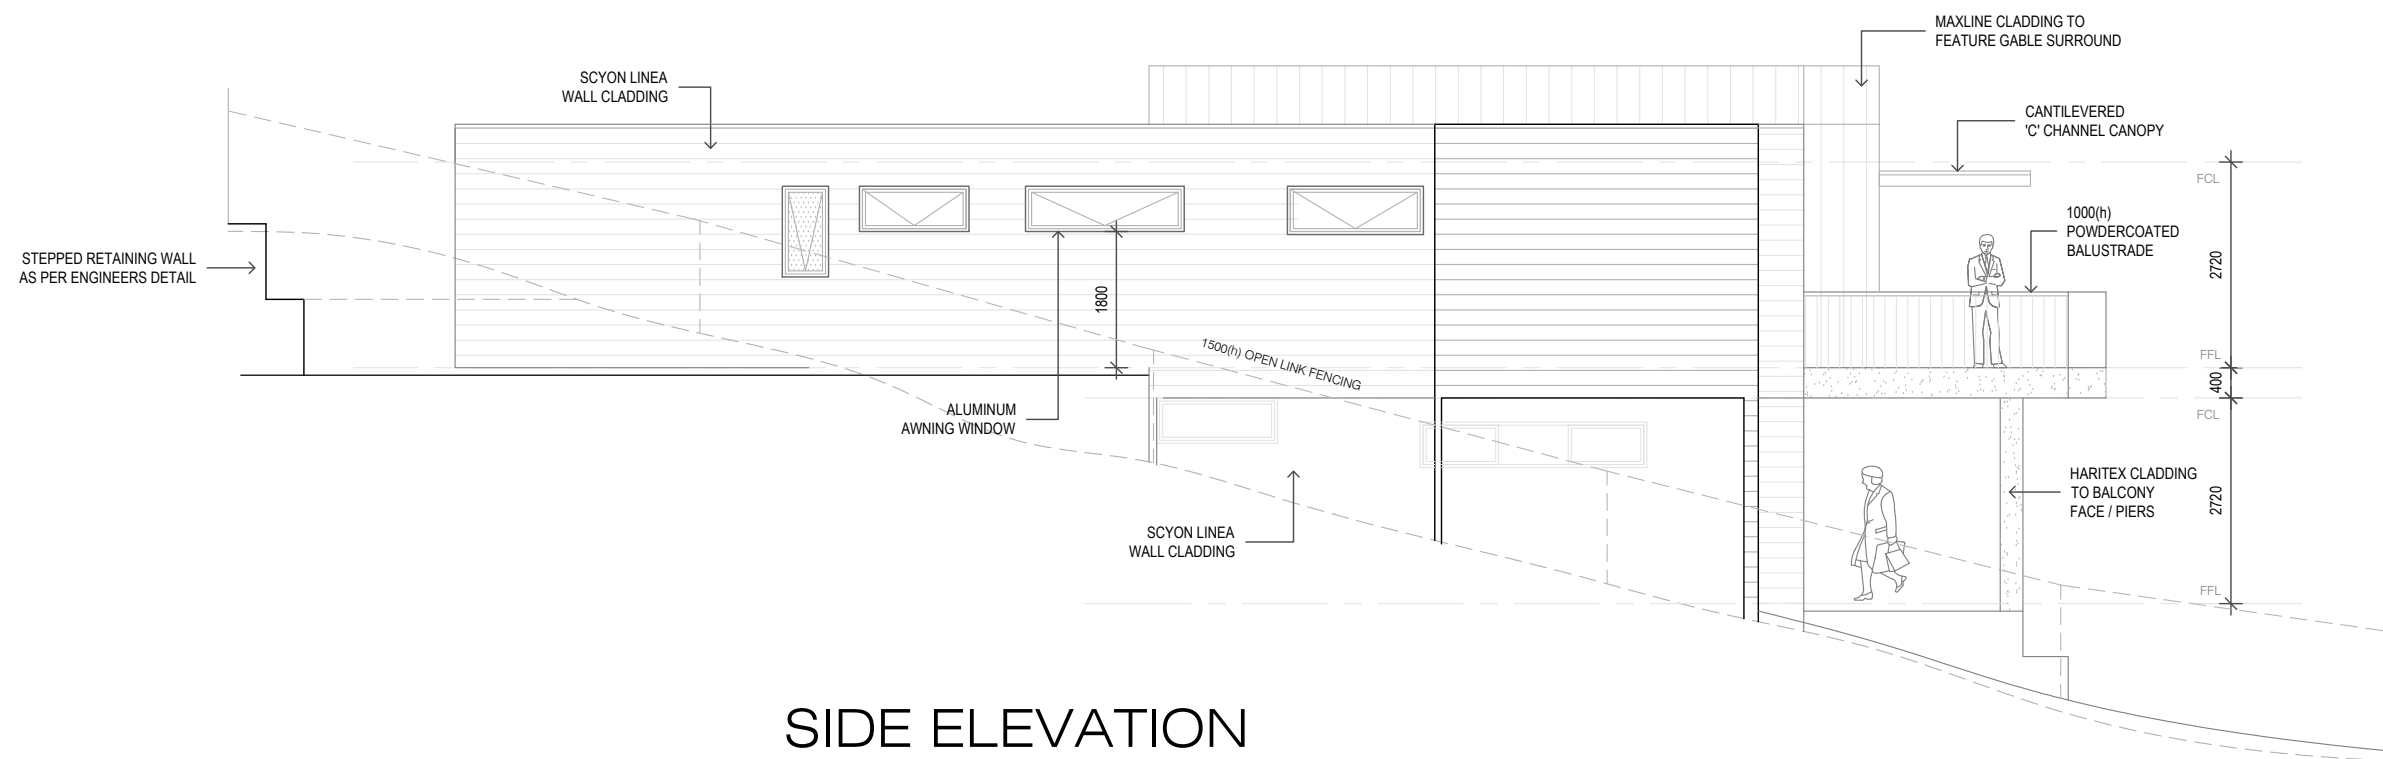 MAXLINE CLADDING TO
FEATURE GABLE SURROUND
SCYON LINEA
WALL CLADDING
CANTILEVERED
'C' CHANNEL CANOPY
FCL
1000(h)
POWDERCOATED
BALUSTRADE
2720
STEPPED RETAINING WALL
AS PER ENGINEERS DETAIL
1800
1500(h) OPEN LINK FENCING
FFL
400
ALUMINUM
AWNING WINDOW
FCL
HARITEX CLADDING
TO BALCONY
FACE / PIERS
2720
SCYON LINEA
WALL CLADDING
FFL
SIDE ELEVATION